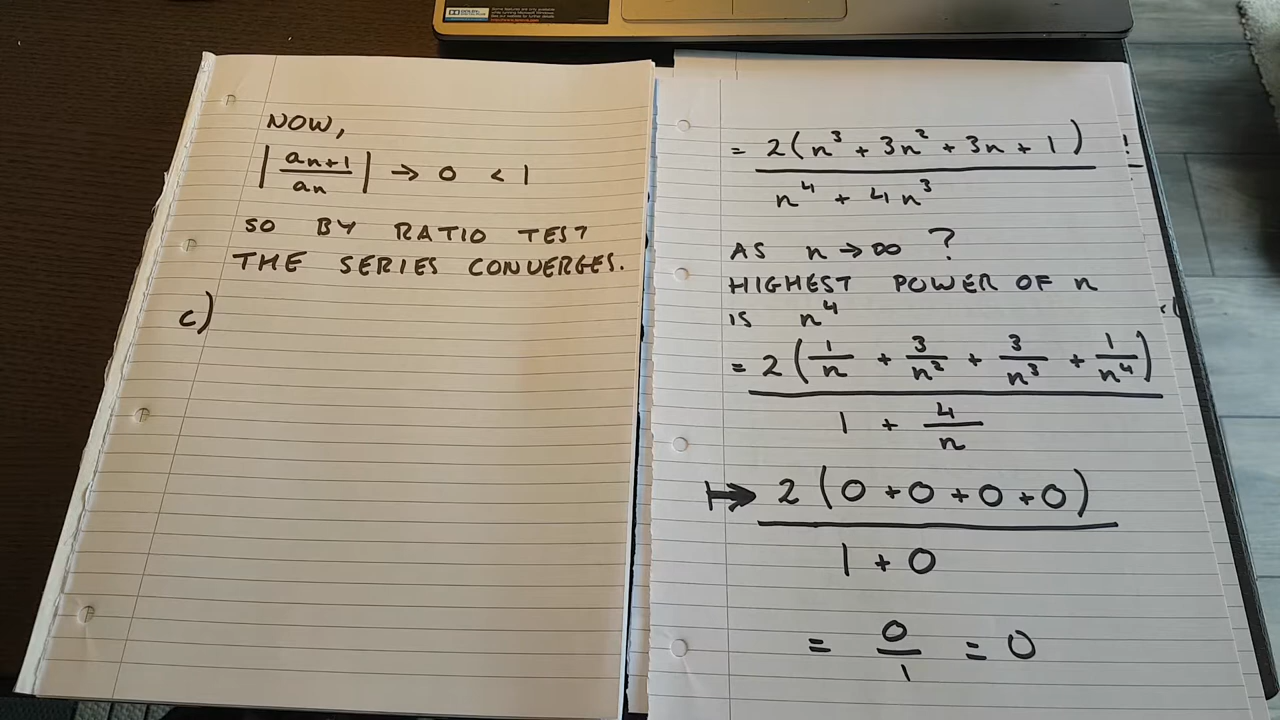 NOW,
|an+1/an| → 0 < 1
SO BY RATIO TEST
THE SERIES CONVERGES.
c)
= 2(n³ + 3n² + 3n + 1) / n⁴ + 4n³
AS n → ∞ ?
HIGHEST POWER OF n
IS n⁴
= 2(1/n + 3/n² + 3/n³ + 1/n⁴) / 1 + 4/n
↦ 2(0 + 0 + 0 + 0) / 1 + 0
= 0/1 = 0